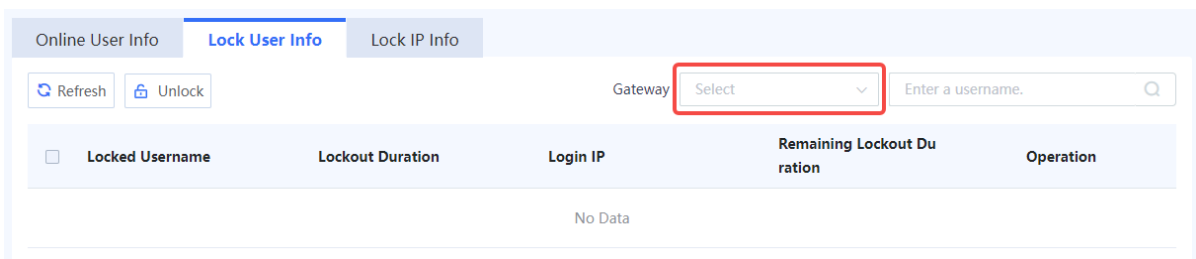 Online User Info Lock User Info Lock IP Info
Refresh Unlock Gateway Select Enter a username.
Locked Username Lockout Duration Login IP Remaining Lockout Du
ration Operation
No Data